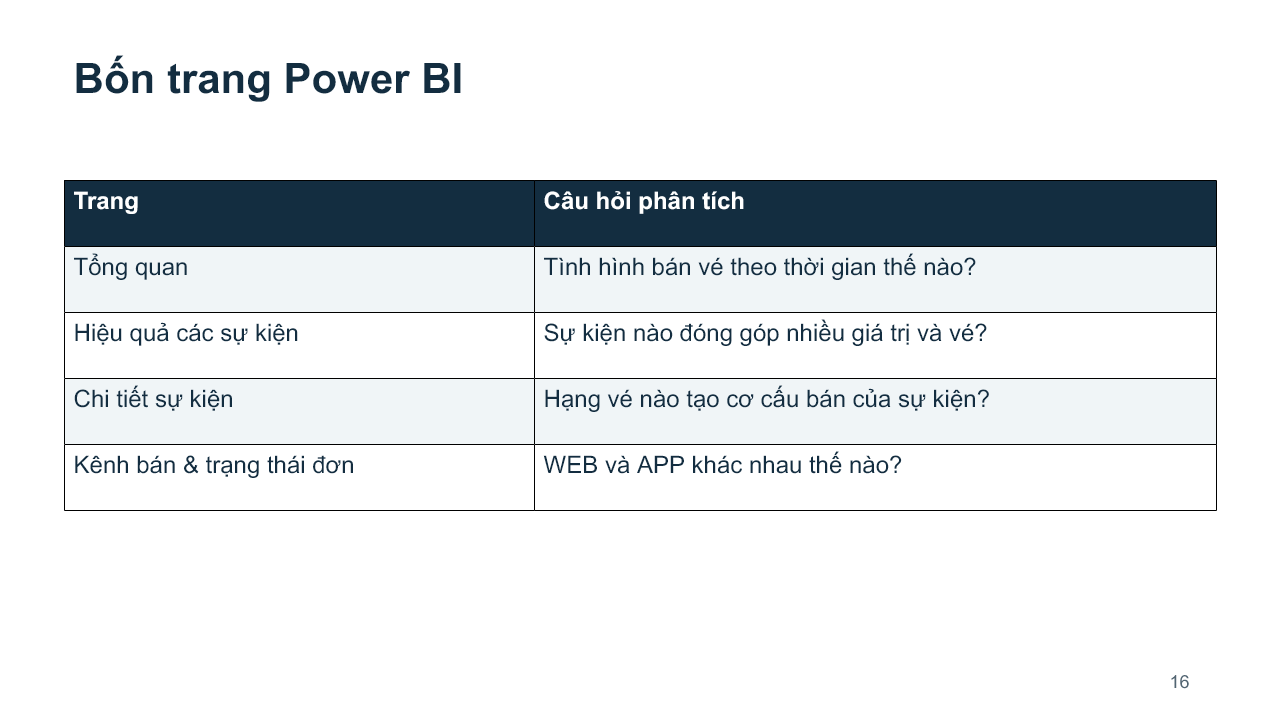 Bốn trang Power BI
Trang
Câu hỏi phân tích
Tổng quan
Tình hình bán vé theo thời gian thế nào?
Hiệu quả các sự kiện
Sự kiện nào đóng góp nhiều giá trị và vé?
Chi tiết sự kiện
Hạng vé nào tạo cơ cấu bán của sự kiện?
Kênh bán & trạng thái đơn
WEB và APP khác nhau thế nào?
16